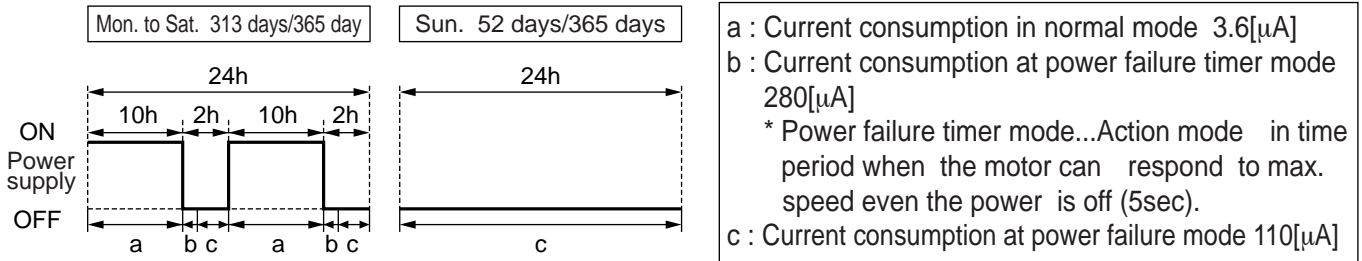 Mon. to Sat. 313 days/365 day
Sun. 52 days/365 days
24h
24h
10h 2h 10h 2h
ON
Power
supply
OFF
a b c a b c
c
a : Current consumption in normal mode 3.6[μA]
b : Current consumption at power failure timer mode
280[μA]
* Power failure timer mode...Action mode in time
period when the motor can respond to max.
speed even the power is off (5sec).
c : Current consumption at power failure mode 110[μA]